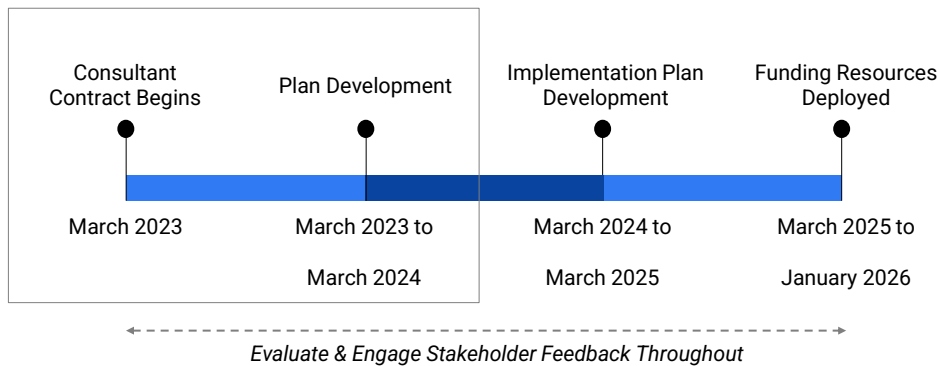 Consultant
Contract Begins
Plan Development
Implementation Plan
Development
Funding Resources
Deployed
March 2023
March 2023 to
March 2024
March 2024 to
March 2025
March 2025 to
January 2026
Evaluate & Engage Stakeholder Feedback Throughout